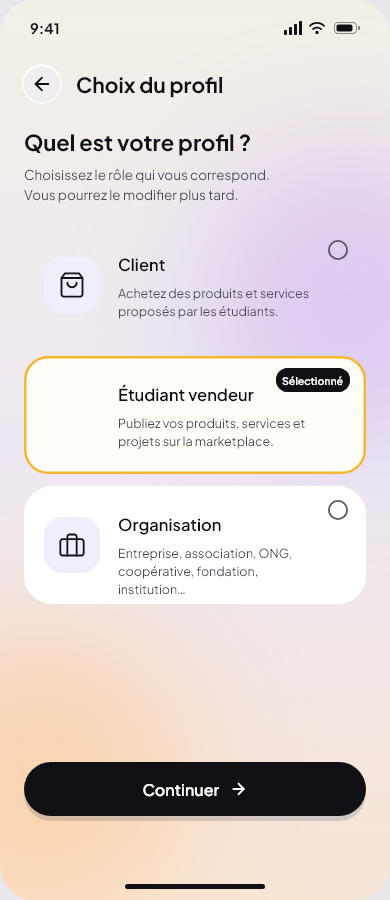 9:41
Choix du profil
Quel est votre profil ?
Choisissez le rôle qui vous correspond.
Vous pourrez le modifier plus tard.
Client
Achetez des produits et services
proposés par les étudiants.
Sélectionné
Étudiant vendeur
Publiez vos produits, services et
projets sur la marketplace.
Organisation
Entreprise, association, ONG,
coopérative, fondation,
institution...
Continuer